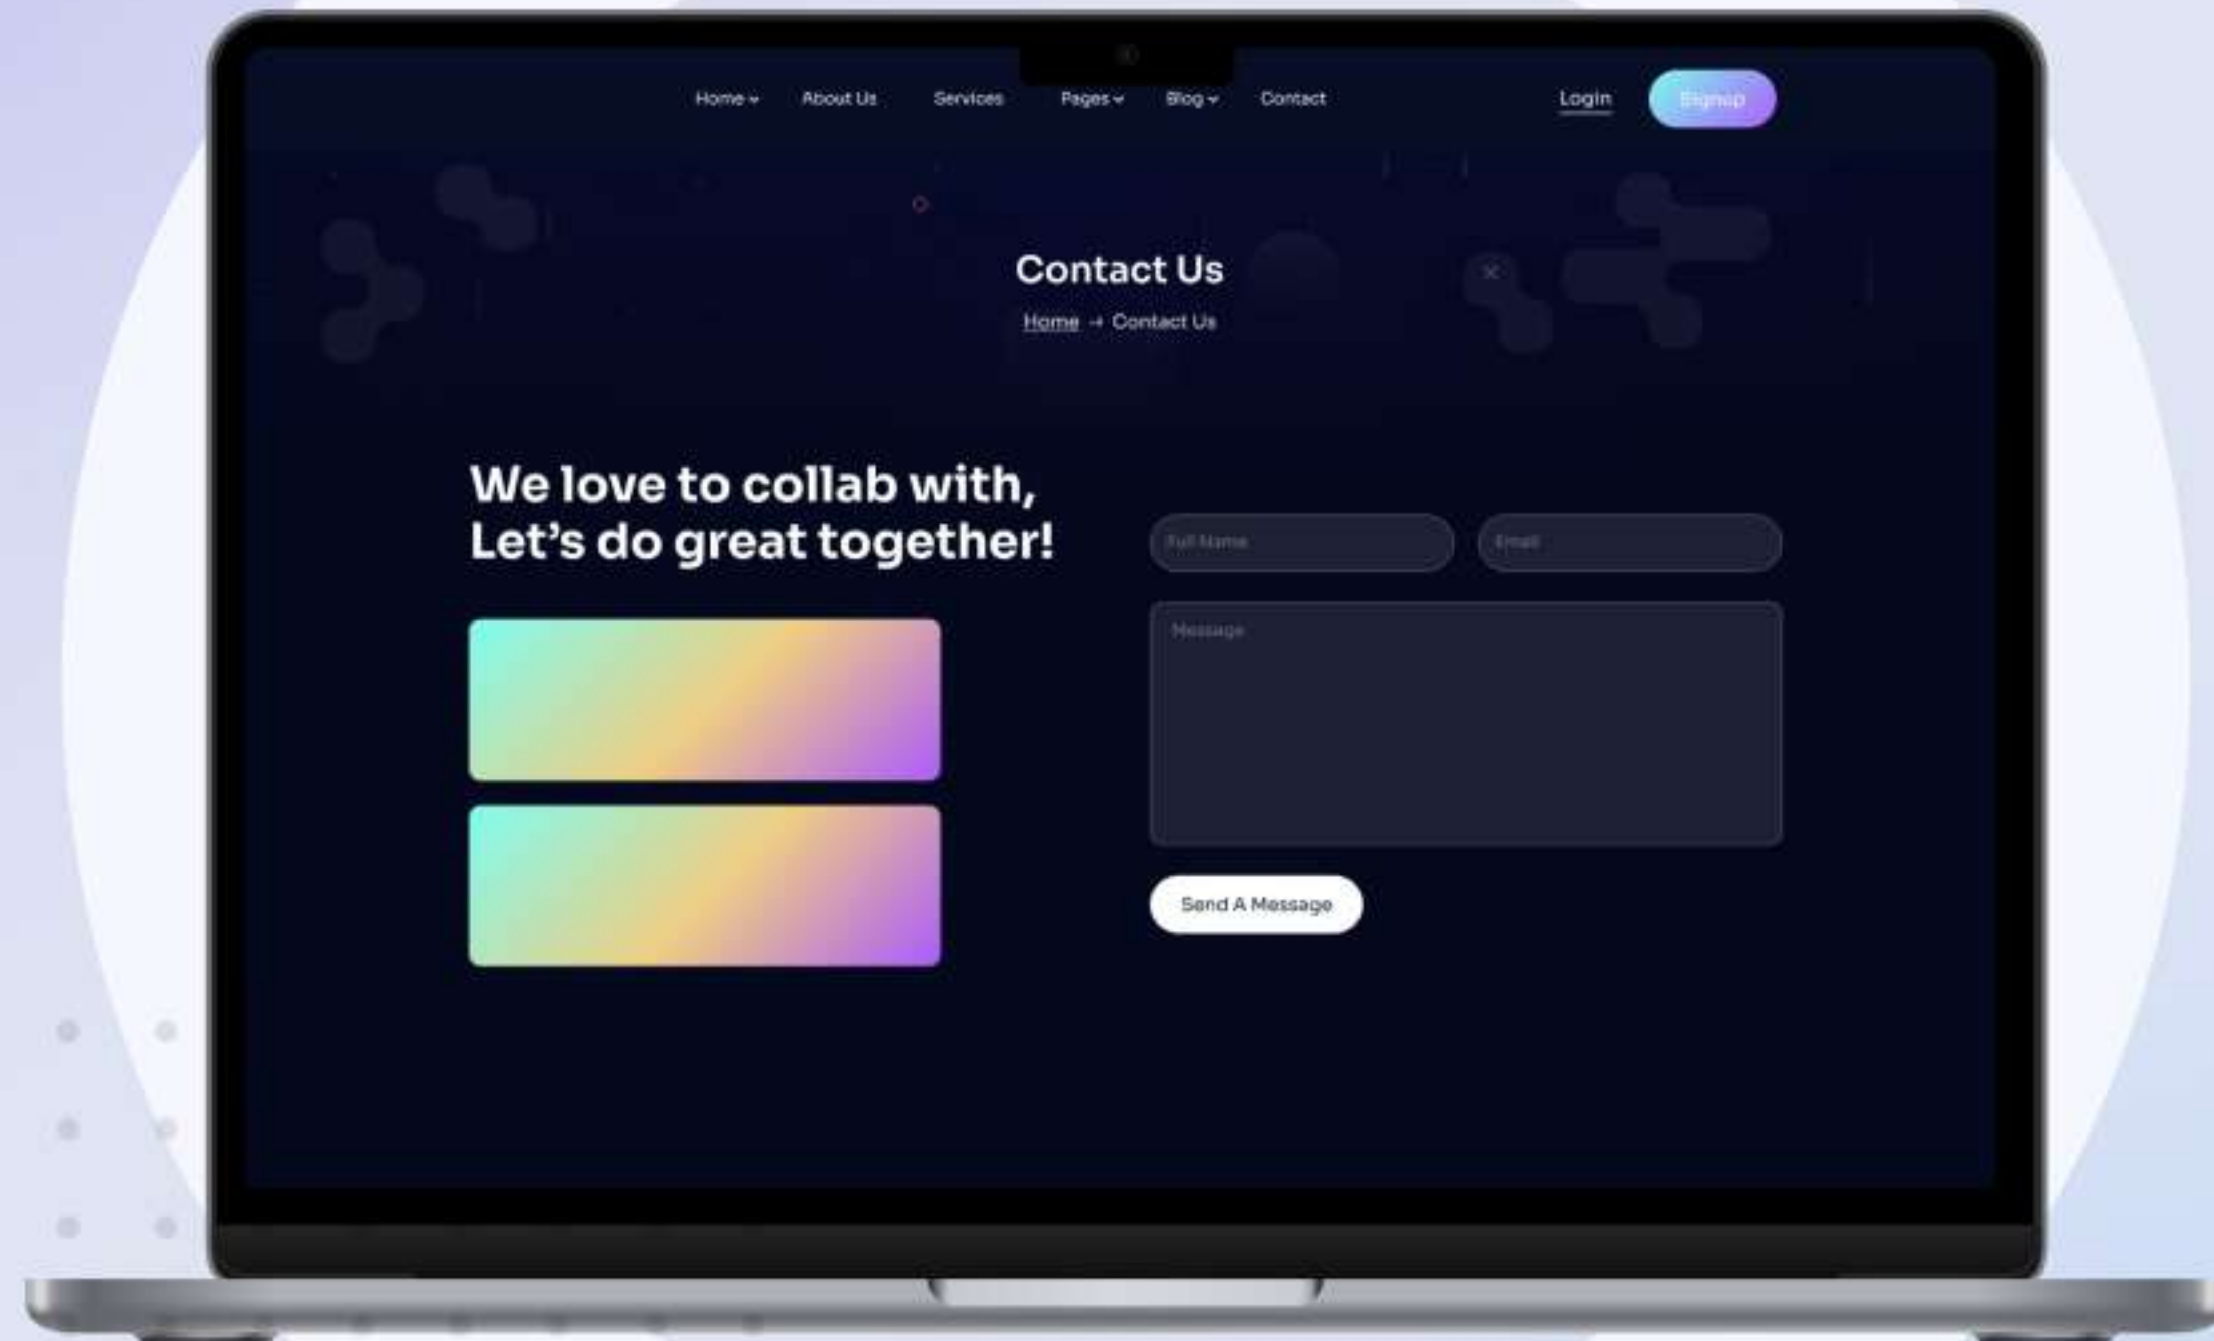 Home About Us Services Pages Blog Contact Login Signup
Contact Us
Home → Contact Us
We love to collab with,
Let's do great together!
Full Name Email
Message
Send A Message